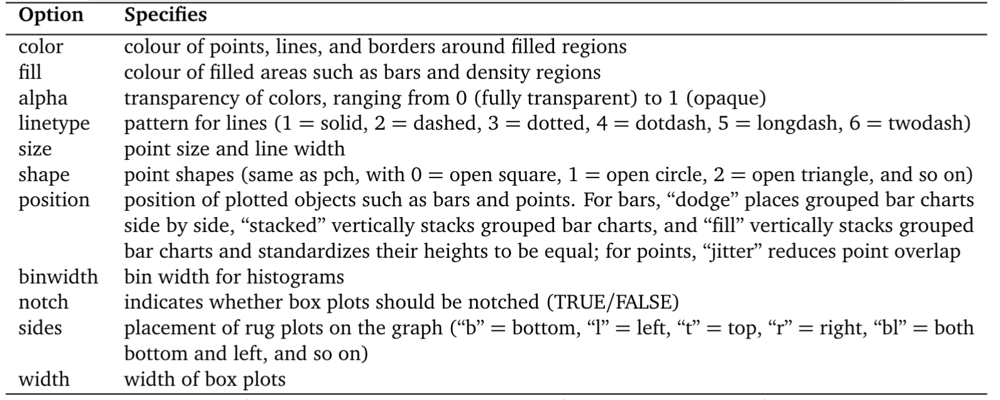 Option Specifies
color colour of points, lines, and borders around filled regions
fill colour of filled areas such as bars and density regions
alpha transparency of colors, ranging from 0 (fully transparent) to 1 (opaque)
linetype pattern for lines (1 = solid, 2 = dashed, 3 = dotted, 4 = dotdash, 5 = longdash, 6 = twodash)
size point size and line width
shape point shapes (same as pch, with 0 = open square, 1 = open circle, 2 = open triangle, and so on)
position position of plotted objects such as bars and points. For bars, “dodge” places grouped bar charts
side by side, “stacked” vertically stacks grouped bar charts, and “fill” vertically stacks grouped
bar charts and standardizes their heights to be equal; for points, “jitter” reduces point overlap
binwidth bin width for histograms
notch indicates whether box plots should be notched (TRUE/FALSE)
sides placement of rug plots on the graph (“b” = bottom, “l” = left, “t” = top, “r” = right, “bl” = both
bottom and left, and so on)
width width of box plots